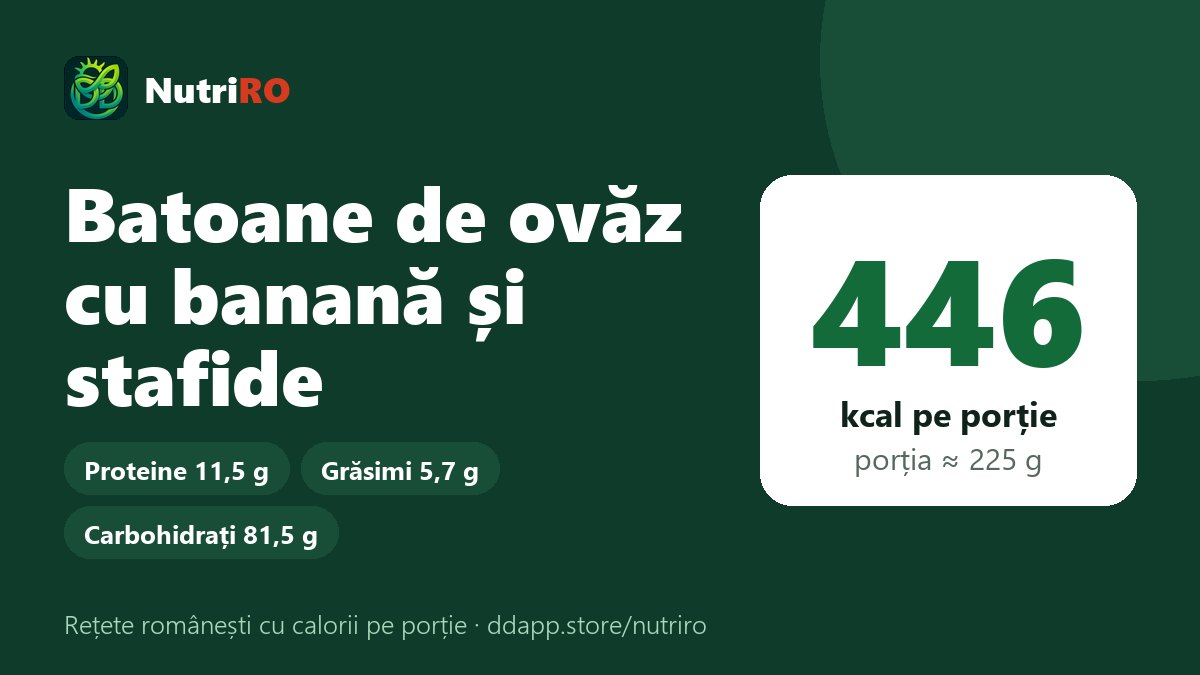 NutriRO
Batoane de ovăz
cu banană și
stafide
Proteine 11,5 g
Grăsimi 5,7 g
Carbohidrați 81,5 g
446
kcal pe porție
porția ≈ 225 g
Rețete românești cu calorii pe porție · ddapp.store/nutriro